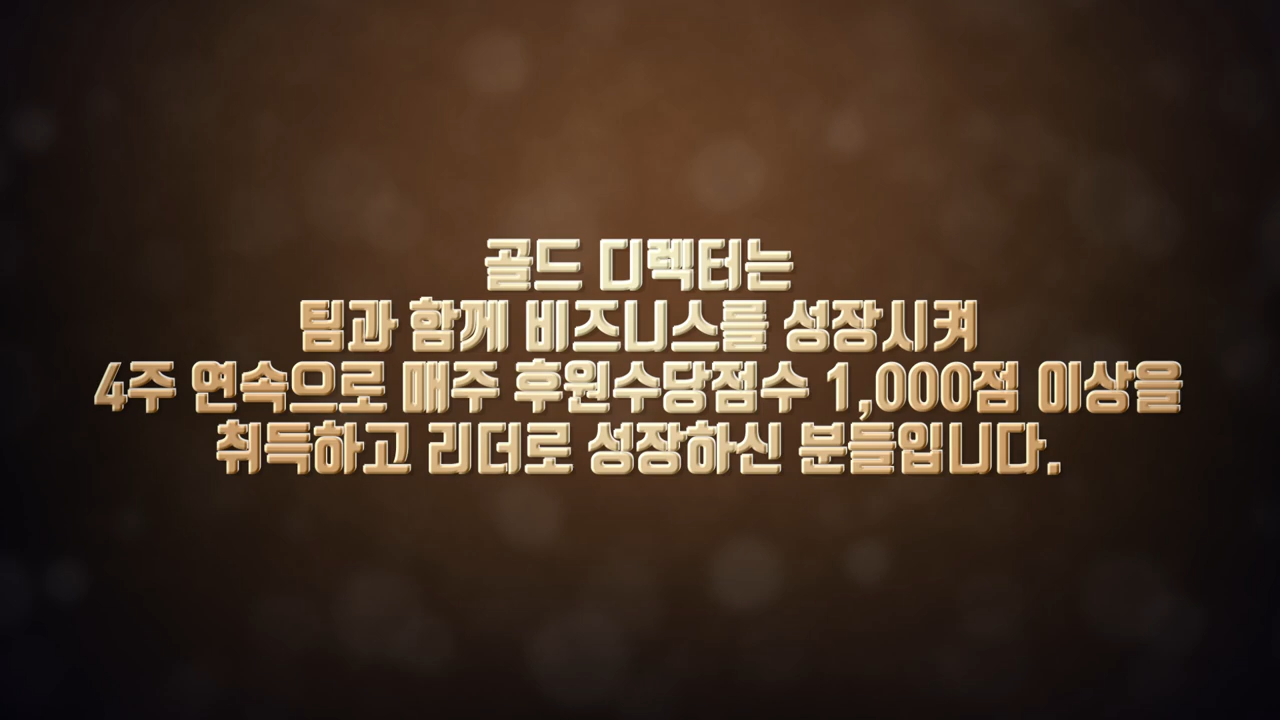 골드 디렉터는
팀과 함께 비즈니스를 성장시켜
4주 연속으로 매주 후원수당점수 1,000점 이상을
취득하고 리더로 성장하신 분들입니다.